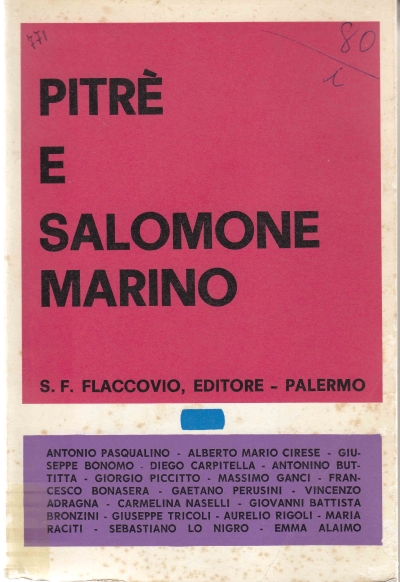 771
80
i
PITRÈ
E
SALOMONE
MARINO
S. F. FLACCOVIO, EDITORE - PALERMO
ANTONIO PASQUALINO - ALBERTO MARIO CIRESE - GIU-
SEPPE BONOMO - DIEGO CARPITELLA - ANTONINO BUT-
TITTA - GIORGIO PICCITTO - MASSIMO GANCI - FRAN-
CESCO BONASERA - GAETANO PERUSINI - VINCENZO
ADRAGNA - CARMELINA NASELLI - GIOVANNI BATTISTA
BRONZINI - GIUSEPPE TRICOLI - AURELIO RIGOLI - MARIA
RACITI - SEBASTIANO LO NIGRO - EMMA ALAIMO